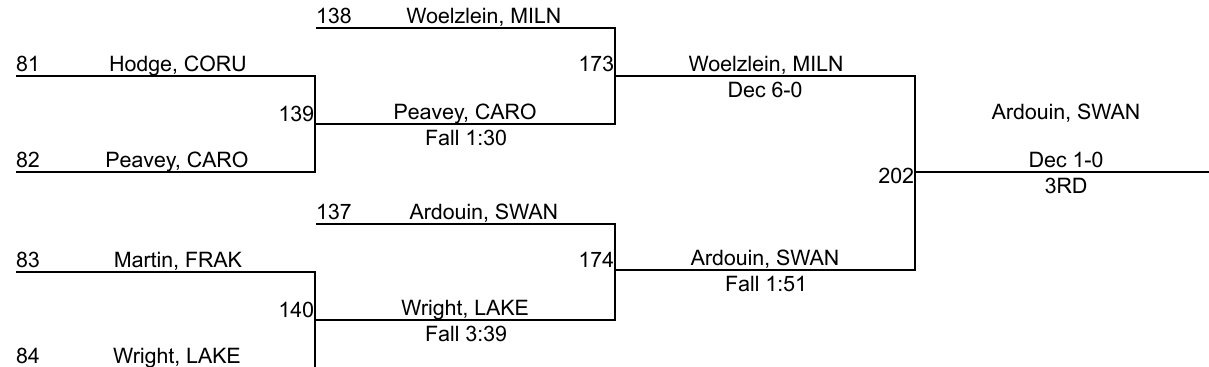 138 Woelzlein, MILN
81 Hodge, CORU
173 Woelzlein, MILN
Dec 6-0
139 Peavey, CARO
Fall 1:30
Ardouin, SWAN
82 Peavey, CARO
Dec 1-0
202
3RD
137 Ardouin, SWAN
83 Martin, FRAK
174 Ardouin, SWAN
Fall 1:51
140 Wright, LAKE
Fall 3:39
84 Wright, LAKE